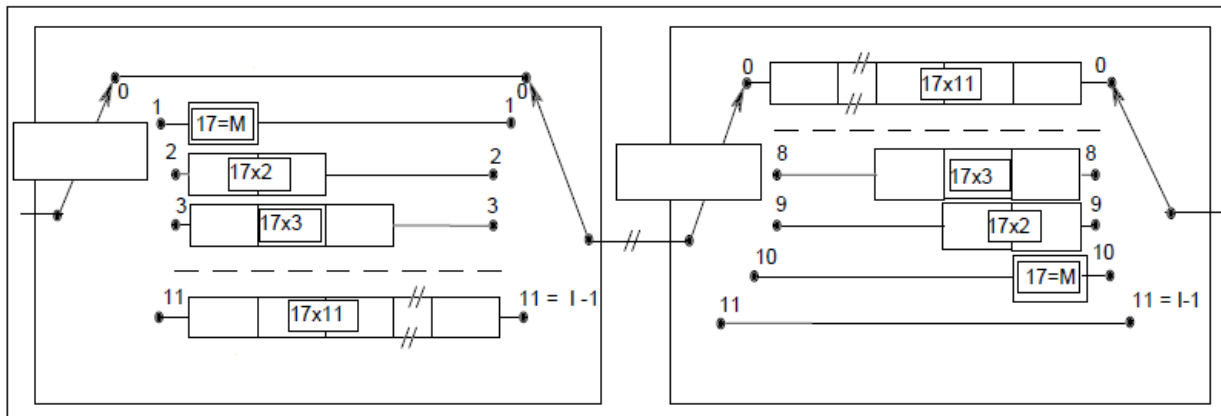 0 0
1 17=M 1
2 17x2 2
3 17x3 3
11 17x11 11 = I -1
0 17x11 0
8 17x3 8
9 17x2 9
10 17=M 10
11 11 = I-1